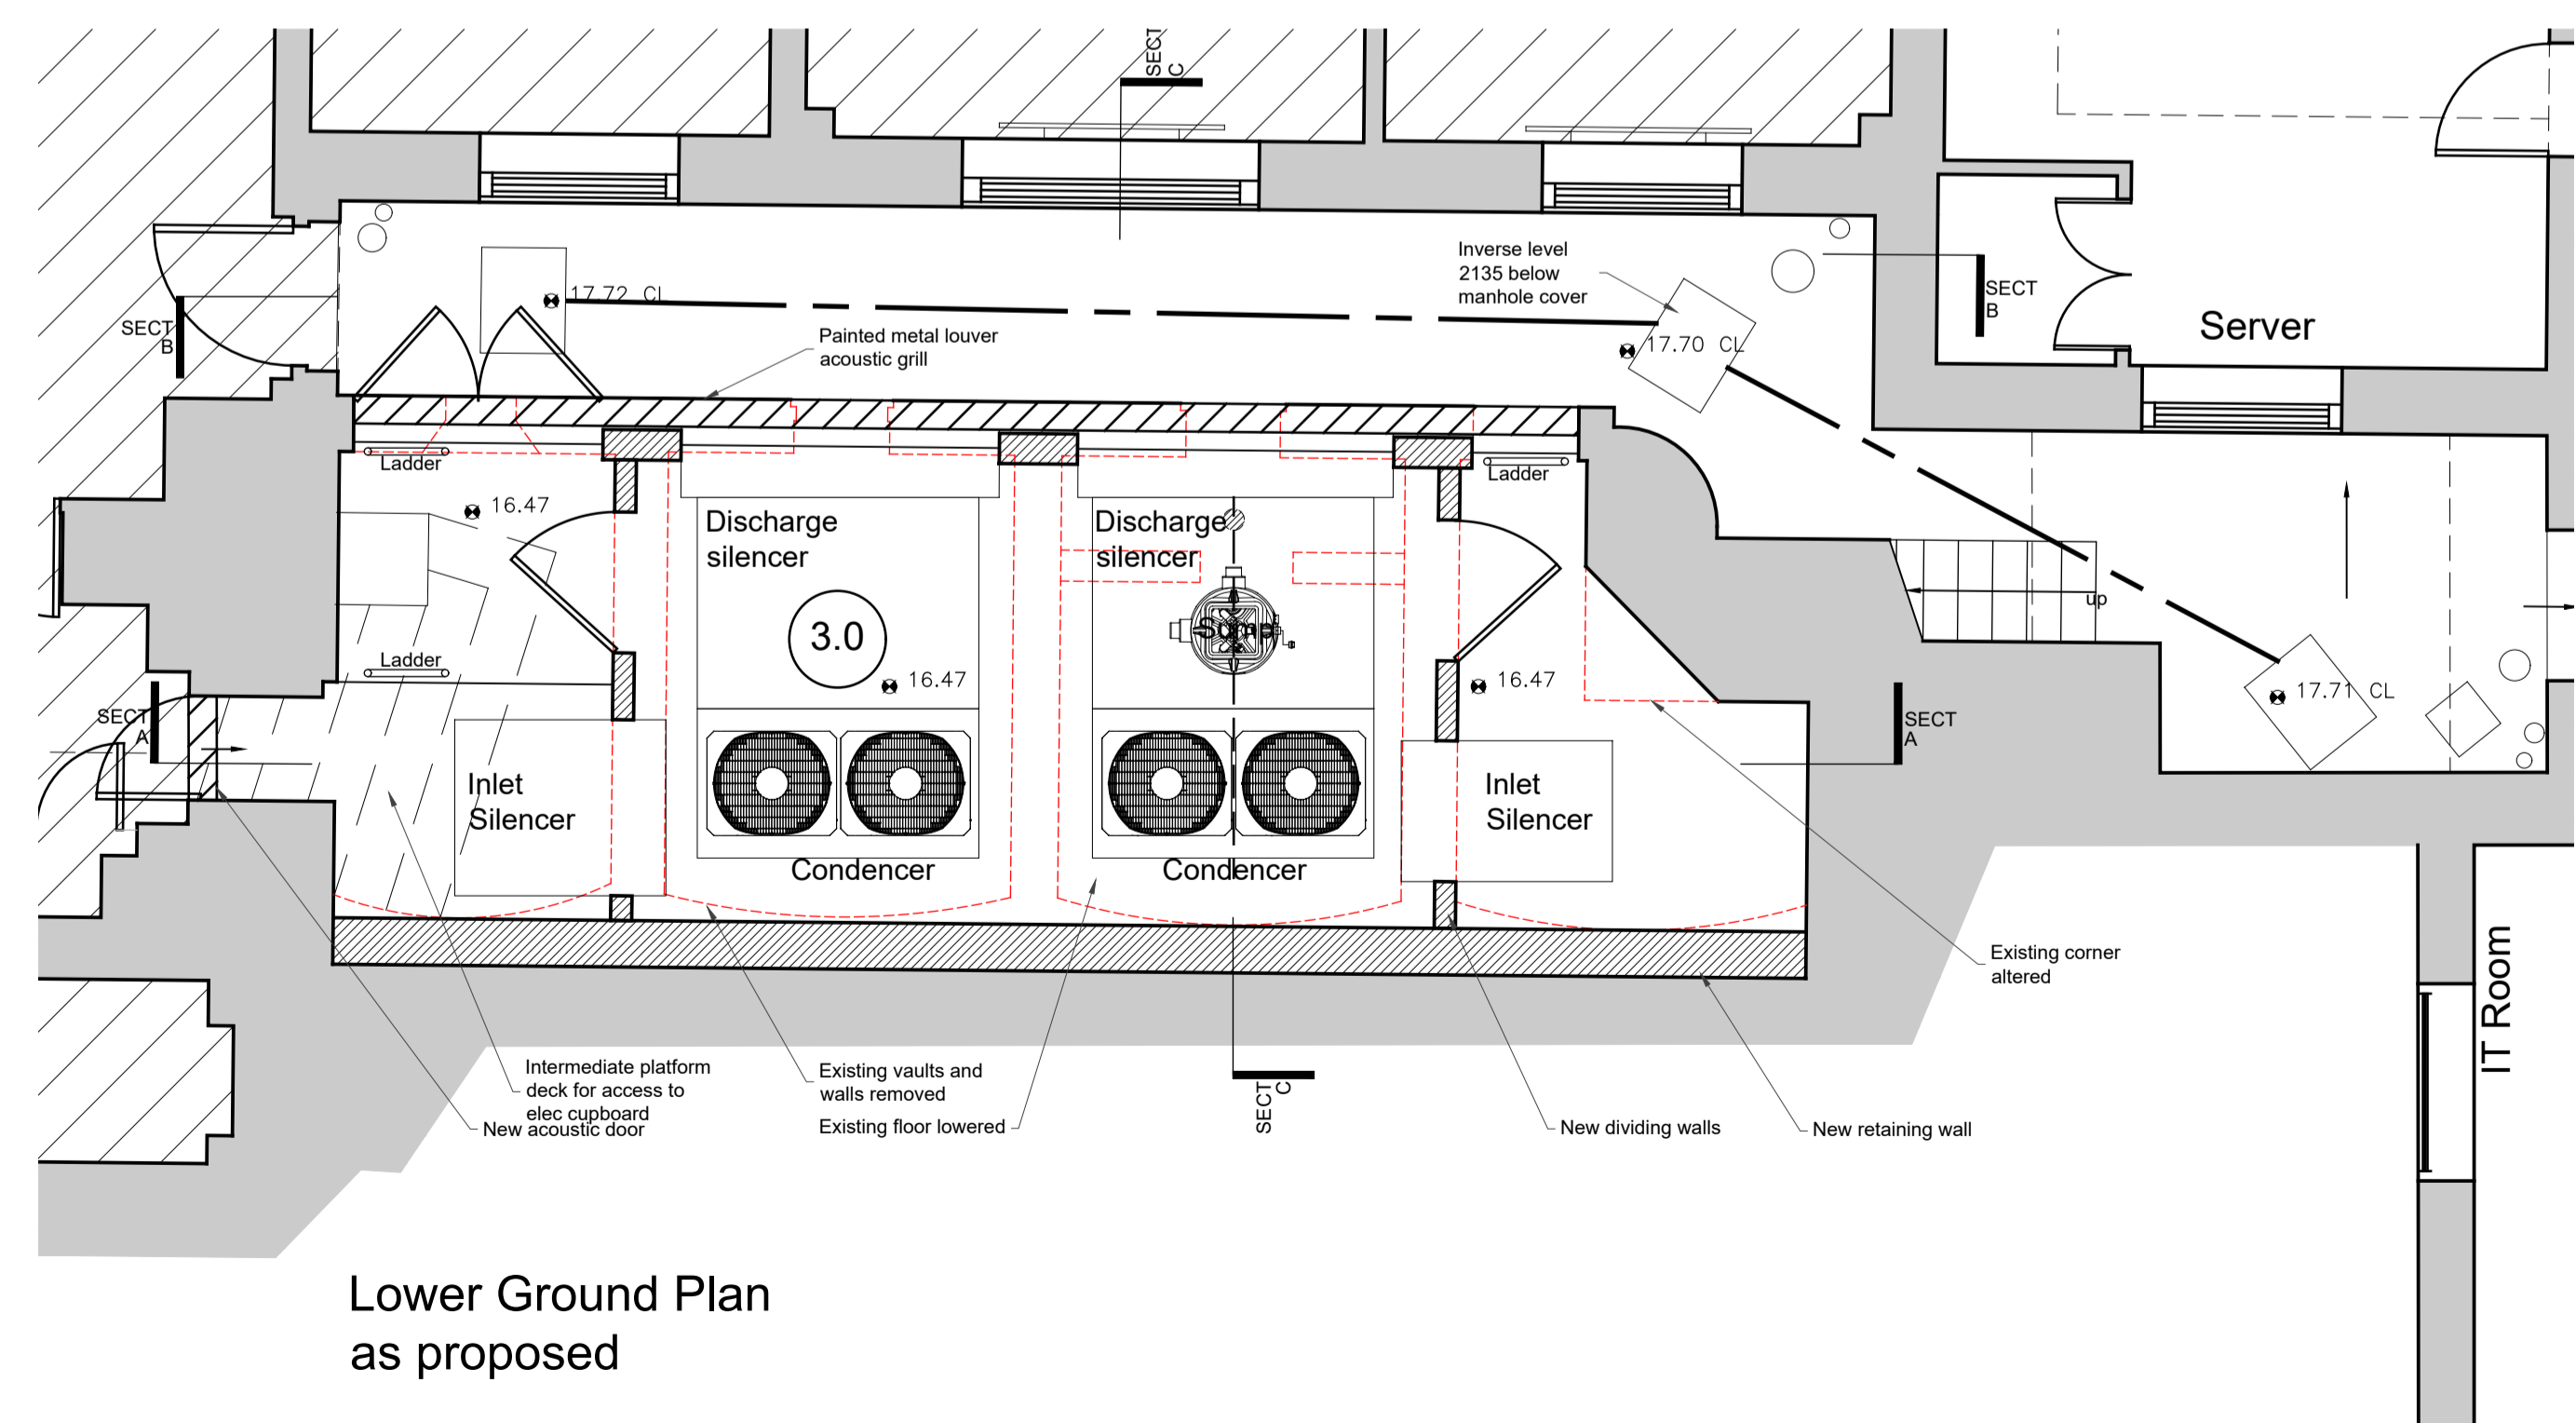 SECT
C
Inverse level
2135 below
manhole cover
17.72 CL
SECT
B
SECT
B
Server
Painted metal louver
acoustic grill
17.70 CL
Ladder
Ladder
16.47
Discharge
silencer
Discharge
silencer
up
3.0
Sump
Ladder
16.47
16.47
17.71 CL
SECT
A
SECT
A
Inlet
Silencer
Inlet
Silencer
Condencer
Condencer
Existing corner
altered
IT Room
Intermediate platform
deck for access to
elec cupboard
New acoustic door
Existing vaults and
walls removed
Existing floor lowered
SECT
C
New dividing walls
New retaining wall
Lower Ground Plan
as proposed